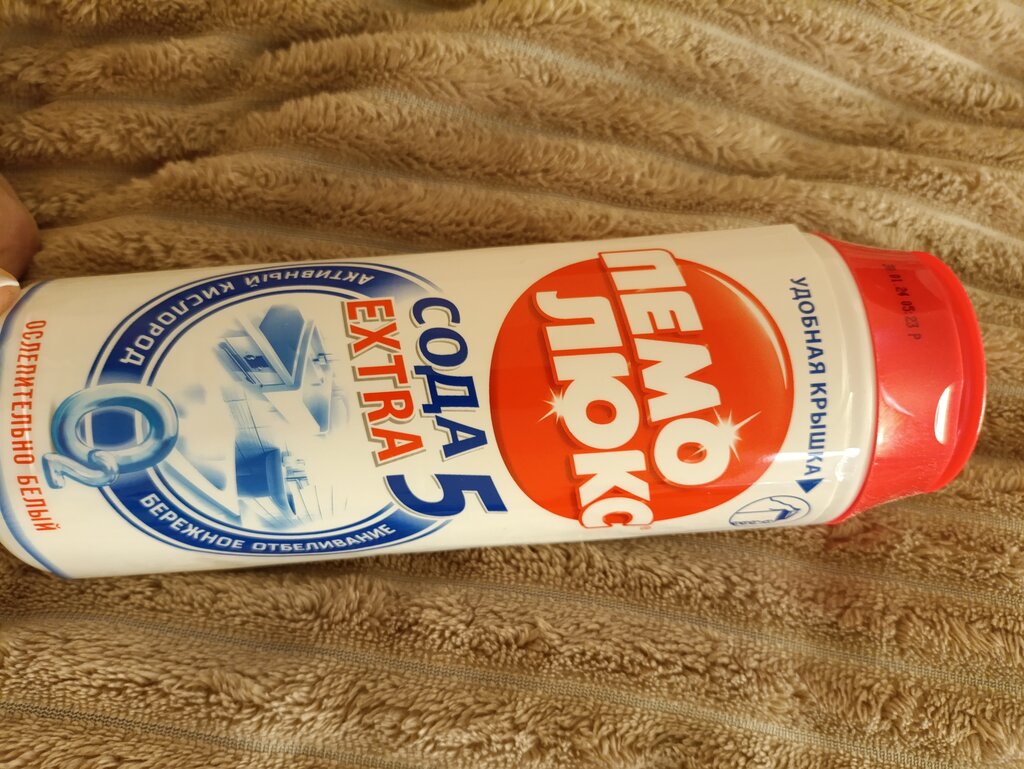 УДОБНАЯ КРЫШКА
ПЕМО
ЛЮКС
СОДА 5
EXTRA
АКТИВНЫЙ КИСЛОРОД
O2
БЕРЕЖНОЕ ОТБЕЛИВАНИЕ
ОСЛЕПИТЕЛЬНО БЕЛЫЙ